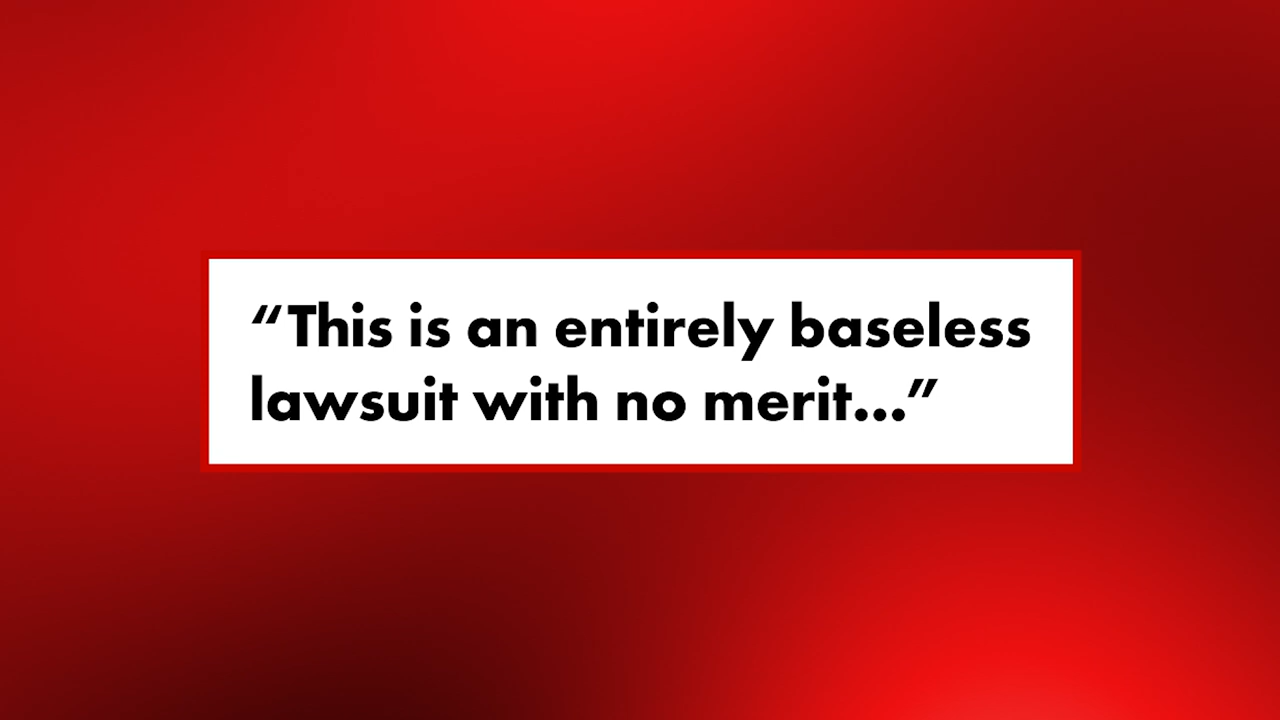 “This is an entirely baseless
lawsuit with no merit...”